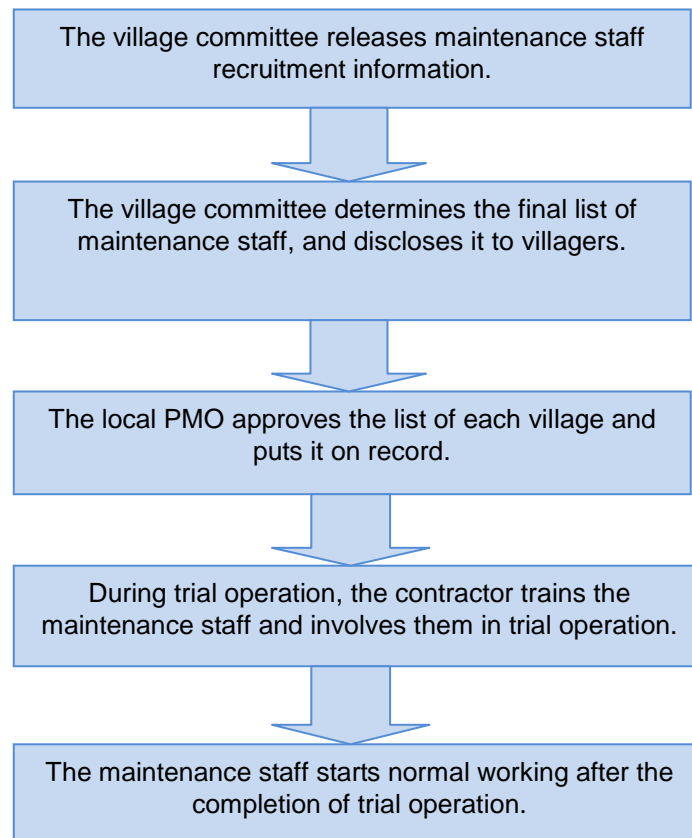 The village committee releases maintenance staff
recruitment information.
The village committee determines the final list of
maintenance staff, and discloses it to villagers.
The local PMO approves the list of each village and
puts it on record.
During trial operation, the contractor trains the
maintenance staff and involves them in trial operation.
The maintenance staff starts normal working after the
completion of trial operation.